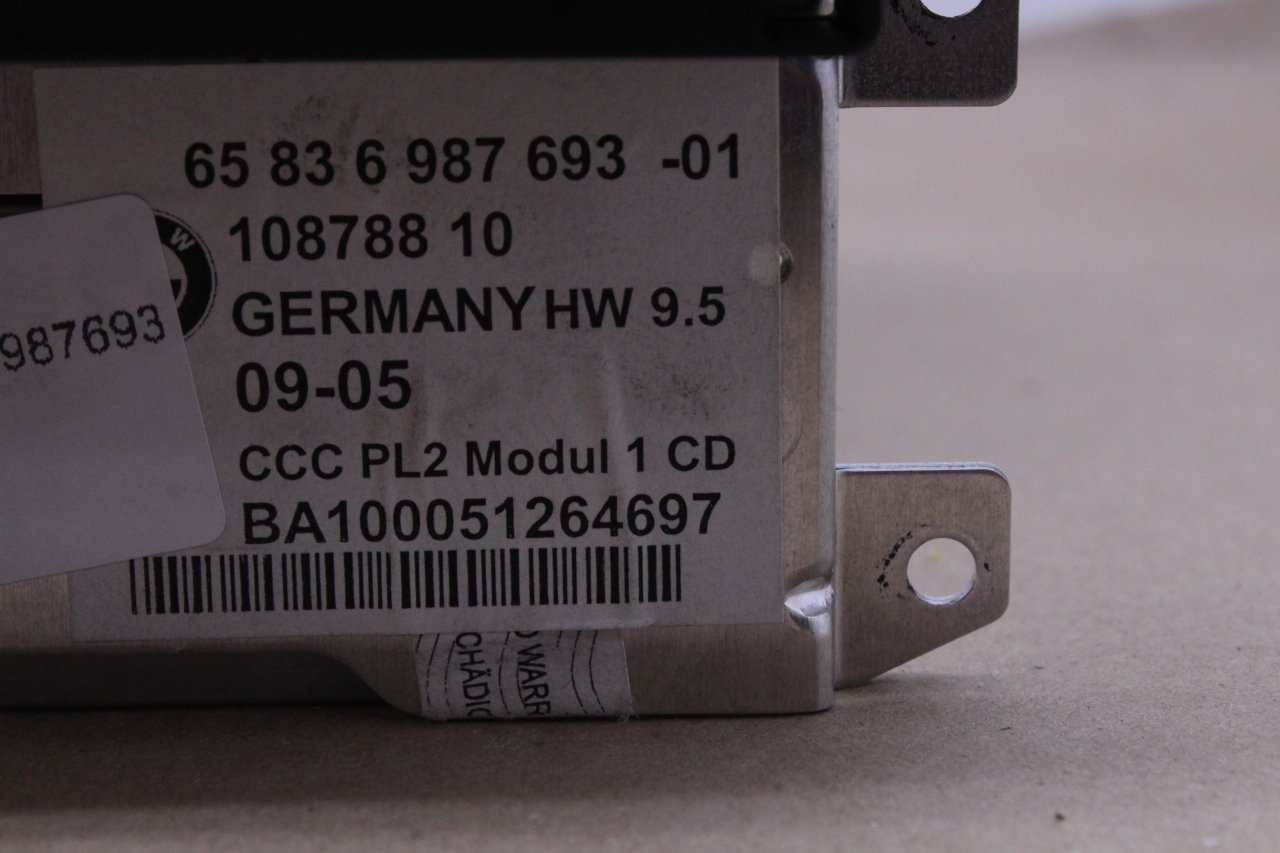 65 83 6 987 693 -01
108788 10
W
GERMANY HW 9.5
987693
09-05
CCC PL2 Modul 1 CD
BA100051264697